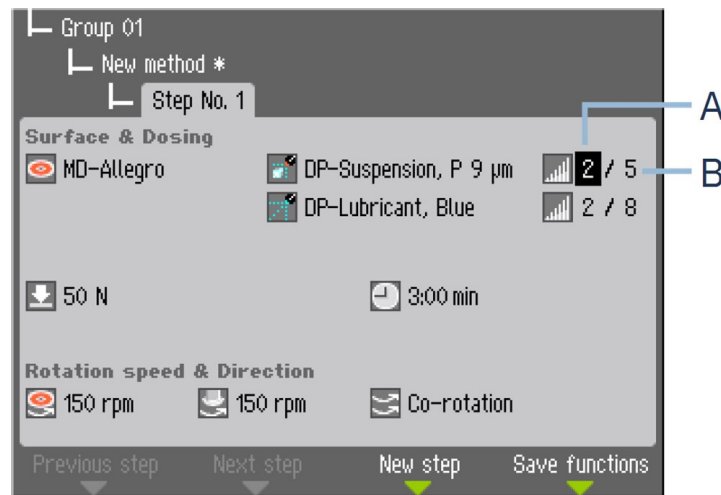 Group 01
New method *
Step No. 1
A
Surface & Dosing
MD-Allegro DP-Suspension, P 9 µm 2 / 5 B
DP-Lubricant, Blue 2 / 8
50 N 3:00 min
Rotation speed & Direction
150 rpm 150 rpm Co-rotation
Previous step Next step New step Save functions